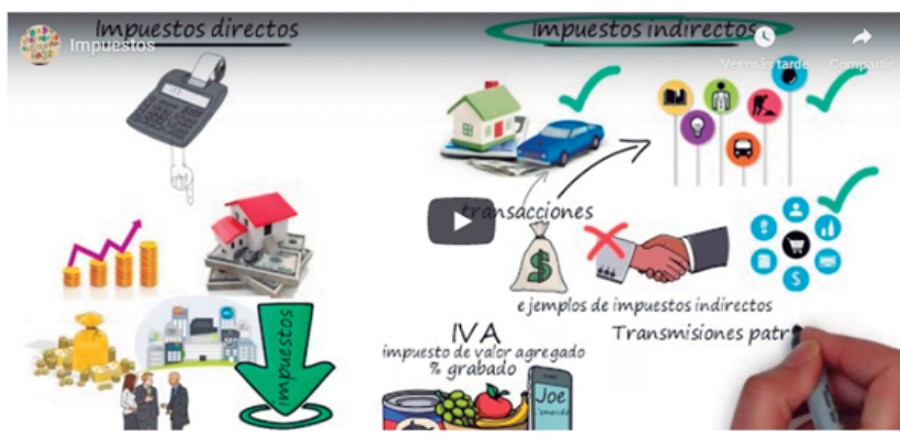 Impuestos directos
Impuestos indirectos
Impuestos
Ver más tarde
Compartir
transacciones
$
ejemplos de impuestos indirectos
Transmisiones patr
IVA
impuesto de valor agregado
% grabado
impuestos
Joe
$